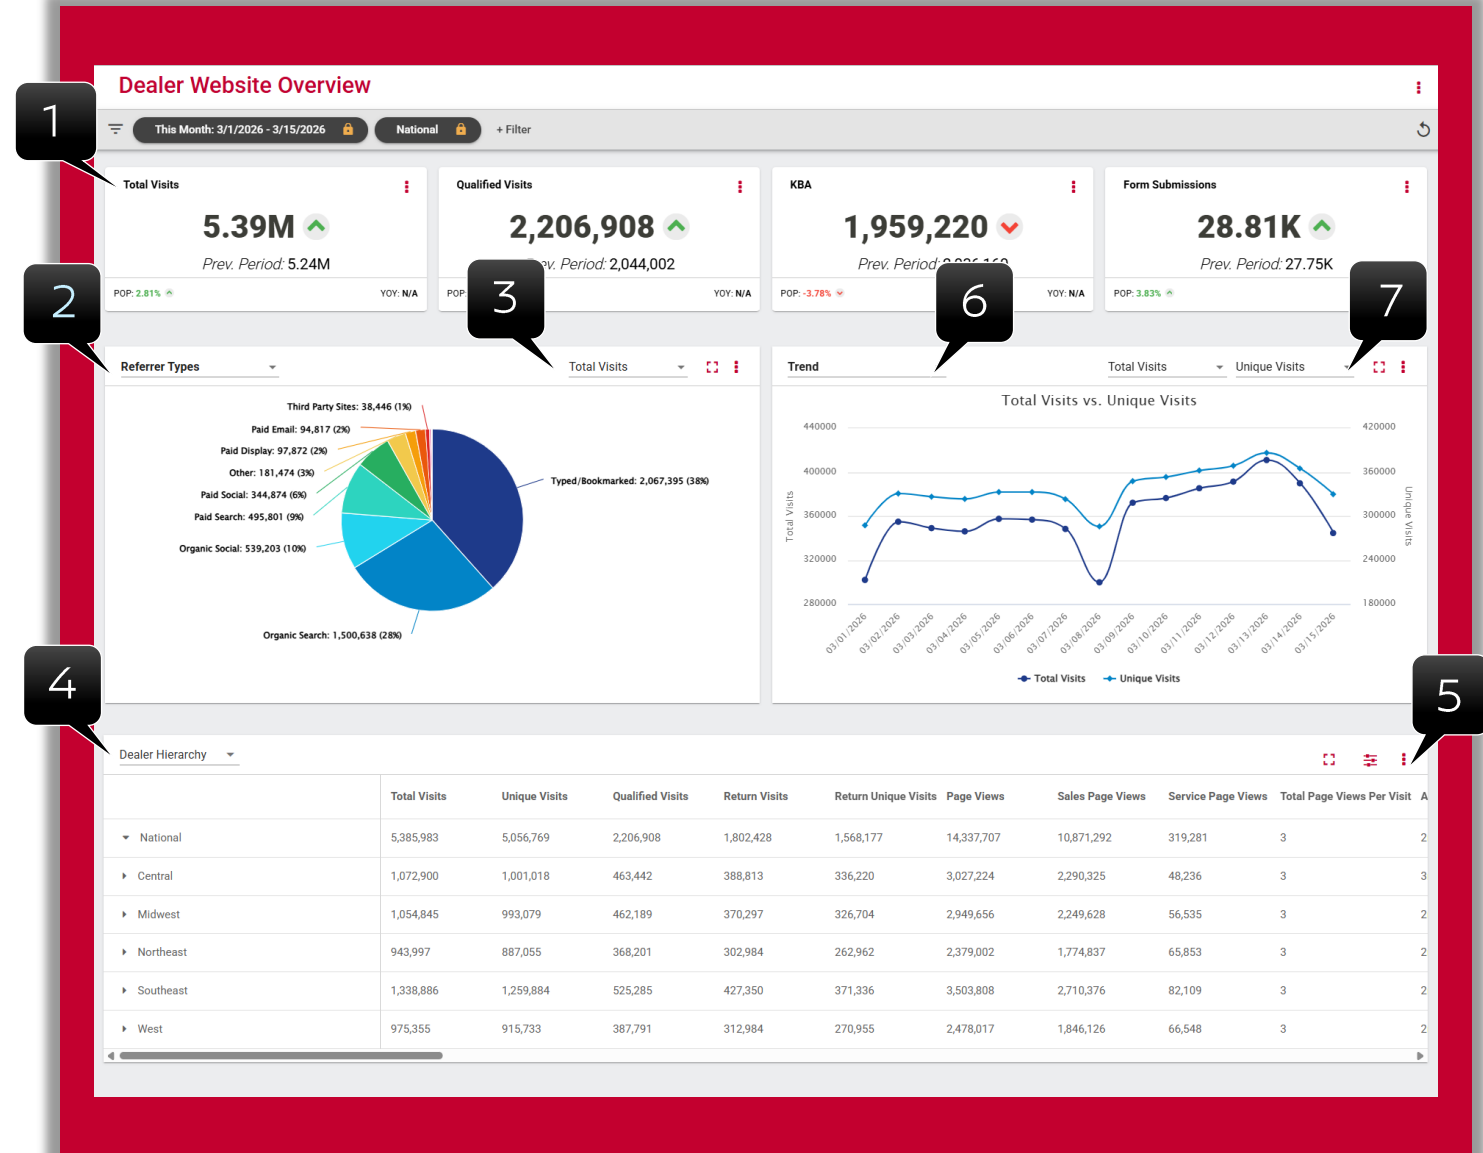 Dealer Website Overview
1
This Month: 3/1/2026 - 3/15/2026
National
+ Filter
Total Visits
5.39M
Prev. Period: 5.24M
POP: 2.81%
YOY: N/A
Qualified Visits
2,206,908
Prev. Period: 2,044,002
POP:
YOY: N/A
KBA
1,959,220
Prev. Period:
POP: -3.78%
YOY: N/A
Form Submissions
28.81K
Prev. Period: 27.75K
POP: 3.83%
2
3
6
7
Referrer Types
Total Visits
Third Party Sites: 38,446 (1%)
Paid Email: 94,817 (2%)
Paid Display: 97,872 (2%)
Other: 181,474 (3%)
Paid Social: 344,874 (6%)
Paid Search: 495,801 (9%)
Organic Social: 539,203 (10%)
Organic Search: 1,500,638 (28%)
Typed/Bookmarked: 2,067,395 (38%)
Trend
Total Visits
Unique Visits
Total Visits vs. Unique Visits
440000
400000
360000
320000
280000
Total Visits
420000
360000
300000
240000
180000
Unique Visits
03/01/2026
03/02/2026
03/03/2026
03/04/2026
03/05/2026
03/06/2026
03/07/2026
03/08/2026
03/09/2026
03/10/2026
03/11/2026
03/12/2026
03/13/2026
03/14/2026
03/15/2026
Total Visits
Unique Visits
4
5
Dealer Hierarchy
Total Visits Unique Visits Qualified Visits Return Visits Return Unique Visits Page Views Sales Page Views Service Page Views Total Page Views Per Visit A
National 5,385,983 5,056,769 2,206,908 1,802,428 1,568,177 14,337,707 10,871,292 319,281 3 2
Central 1,072,900 1,001,018 463,442 388,813 336,220 3,027,224 2,290,325 48,236 3 3
Midwest 1,054,845 993,079 462,189 370,297 326,704 2,949,656 2,249,628 56,535 3 2
Northeast 943,997 887,055 368,201 302,984 262,962 2,379,002 1,774,837 65,853 3 2
Southeast 1,338,886 1,259,884 525,285 427,350 371,336 3,503,808 2,710,376 82,109 3 2
West 975,355 915,733 387,791 312,984 270,955 2,478,017 1,846,126 66,548 3 2